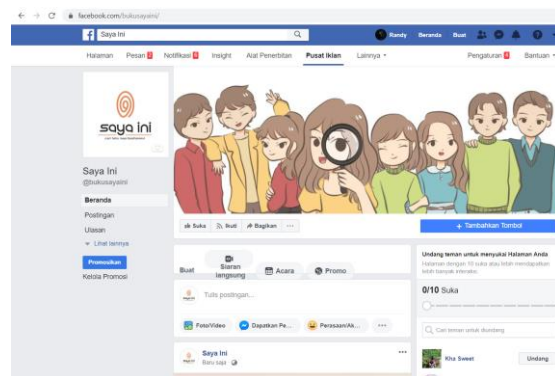 facebook.com/bukusayaini/
Saya Ini
Randy Beranda Buat
Halaman Pesan Notifikasi Insight Alat Penerbitan Pusat Iklan Lainnya Pengaturan Bantuan
saya ini
Saya Ini
@bukusayaini
Beranda
Postingan
Ulasan
Lihat lainnya
Promosikan
Kelola Promosi
Suka Ikuti Bagikan ...
+ Tambahkan Tombol
Buat Siaran langsung Acara Promo
Tulis postingan...
Foto/Video Dapatkan Pe... Perasaan/Ak... ...
Saya Ini
Baru saja
Undang teman untuk menyukai Halaman Anda
Halaman dengan 10 suka atau lebih mendapatkan
lebih banyak interaksi.
0/10 Suka
Cari teman untuk diundang
Kha Sweet Undang